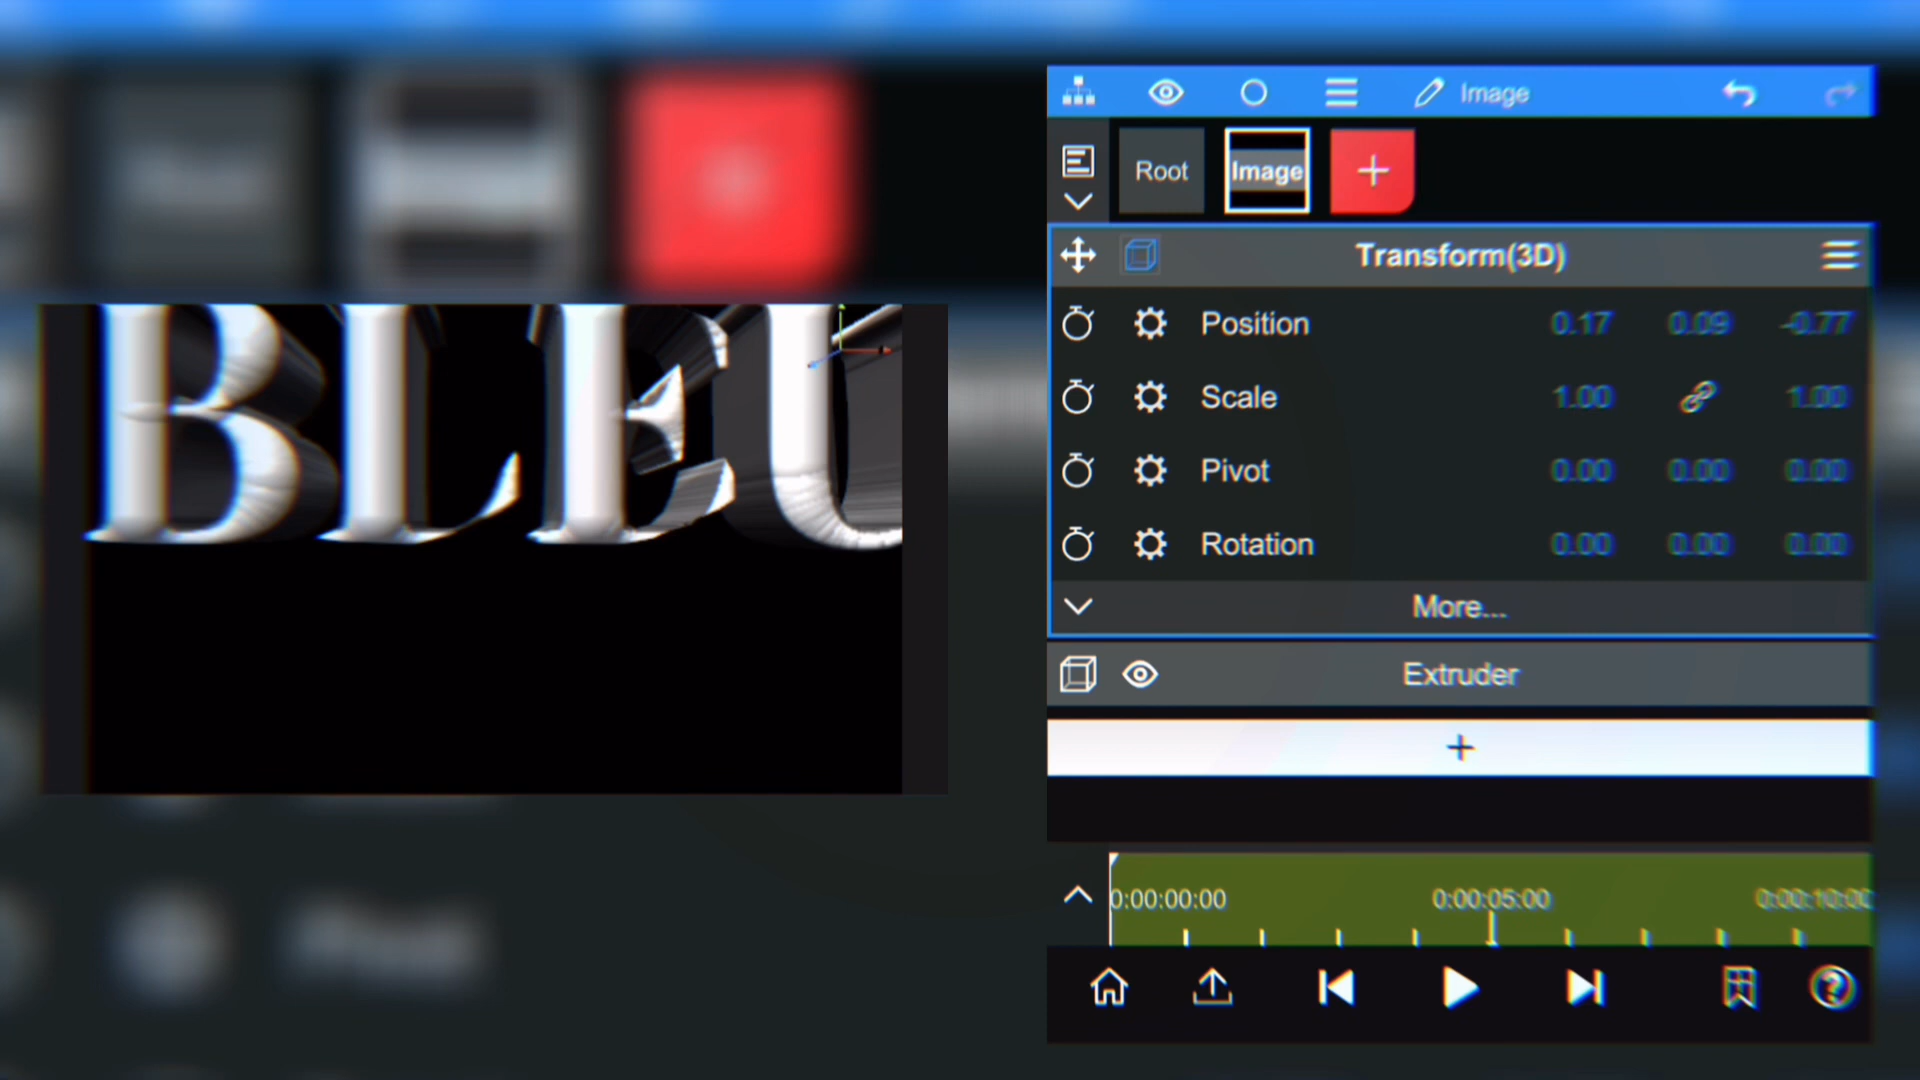 BLEU
Image
Root
Image
Transform(3D)
Position 0.17 0.09 -0.77
Scale 1.00 1.00
Pivot 0.00 0.00 0.00
Rotation 0.00 0.00 0.00
More...
Extruder
+
0:00:00:00 0:00:05:00 0:00:10:00